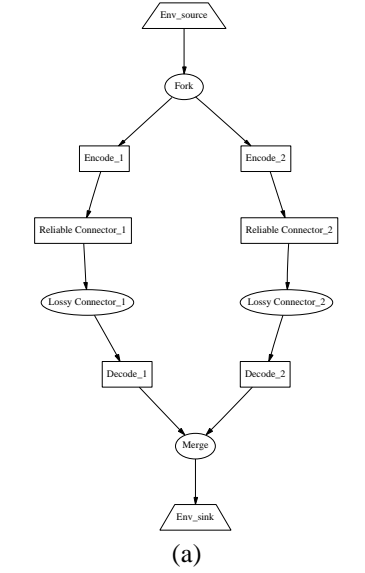 Env_source
Fork
Encode_1
Encode_2
Reliable Connector_1
Reliable Connector_2
Lossy Connector_1
Lossy Connector_2
Decode_1
Decode_2
Merge
Env_sink
(a)